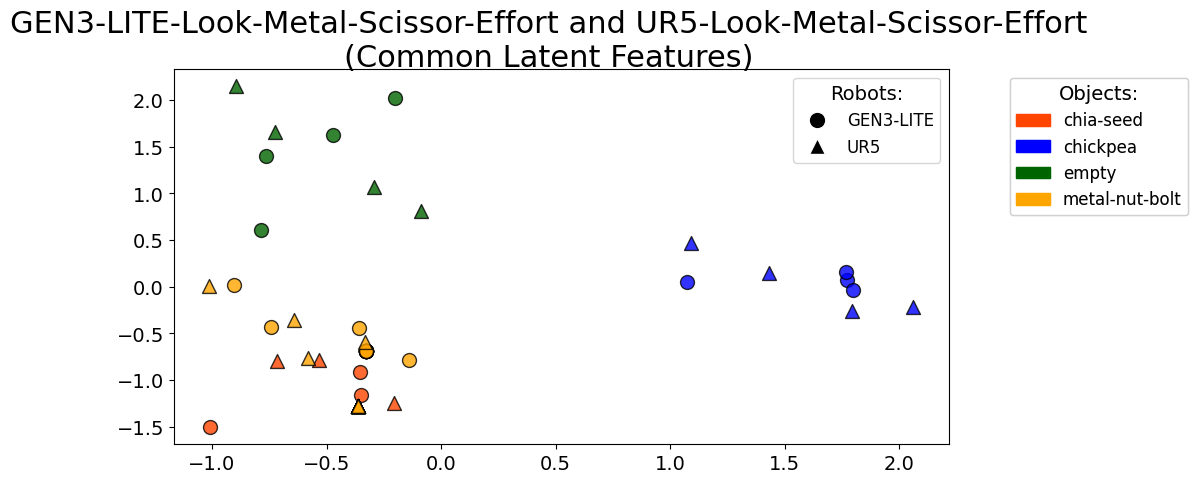 GEN3-LITE-Look-Metal-Scissor-Effort and UR5-Look-Metal-Scissor-Effort
(Common Latent Features)
Robots:
GEN3-LITE
UR5
Objects:
chia-seed
chickpea
empty
metal-nut-bolt
2.0
1.5
1.0
0.5
0.0
−0.5
−1.0
−1.5
−1.0
−0.5
0.0
0.5
1.0
1.5
2.0